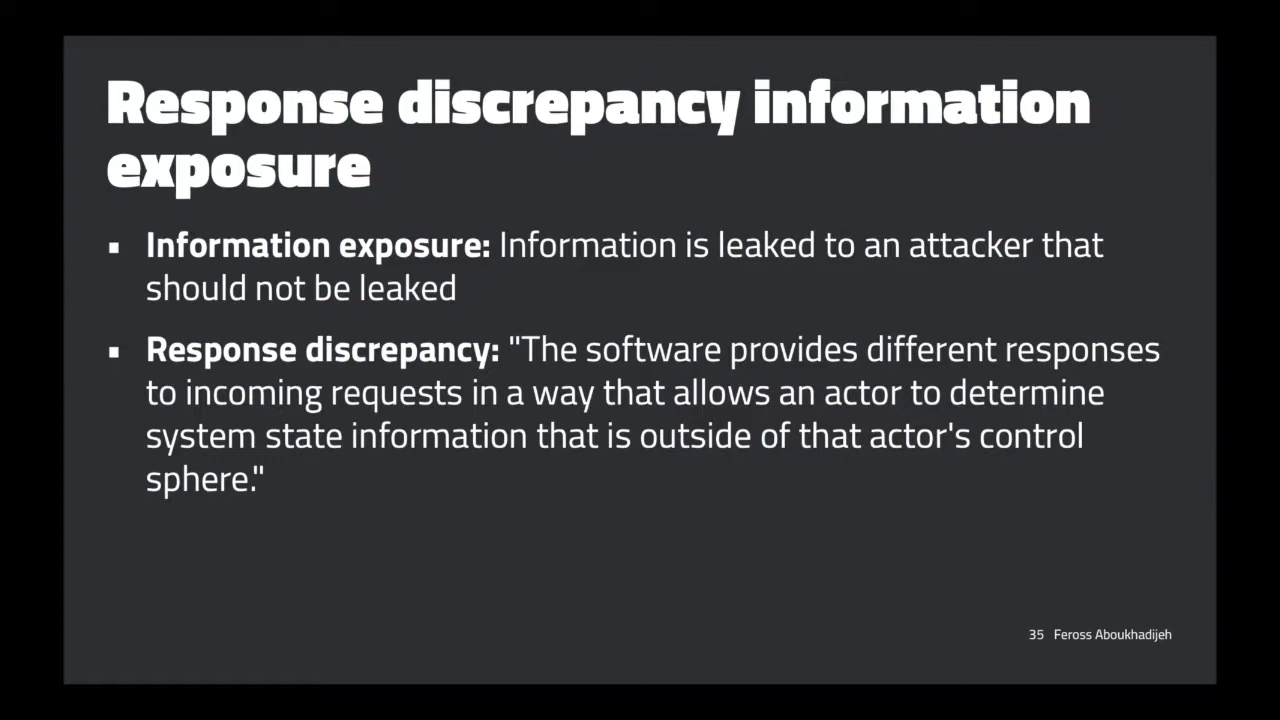 Response discrepancy information
exposure
▪ Information exposure: Information is leaked to an attacker that
should not be leaked
▪ Response discrepancy: "The software provides different responses
to incoming requests in a way that allows an actor to determine
system state information that is outside of that actor's control
sphere."
35 Feross Aboukhadijeh